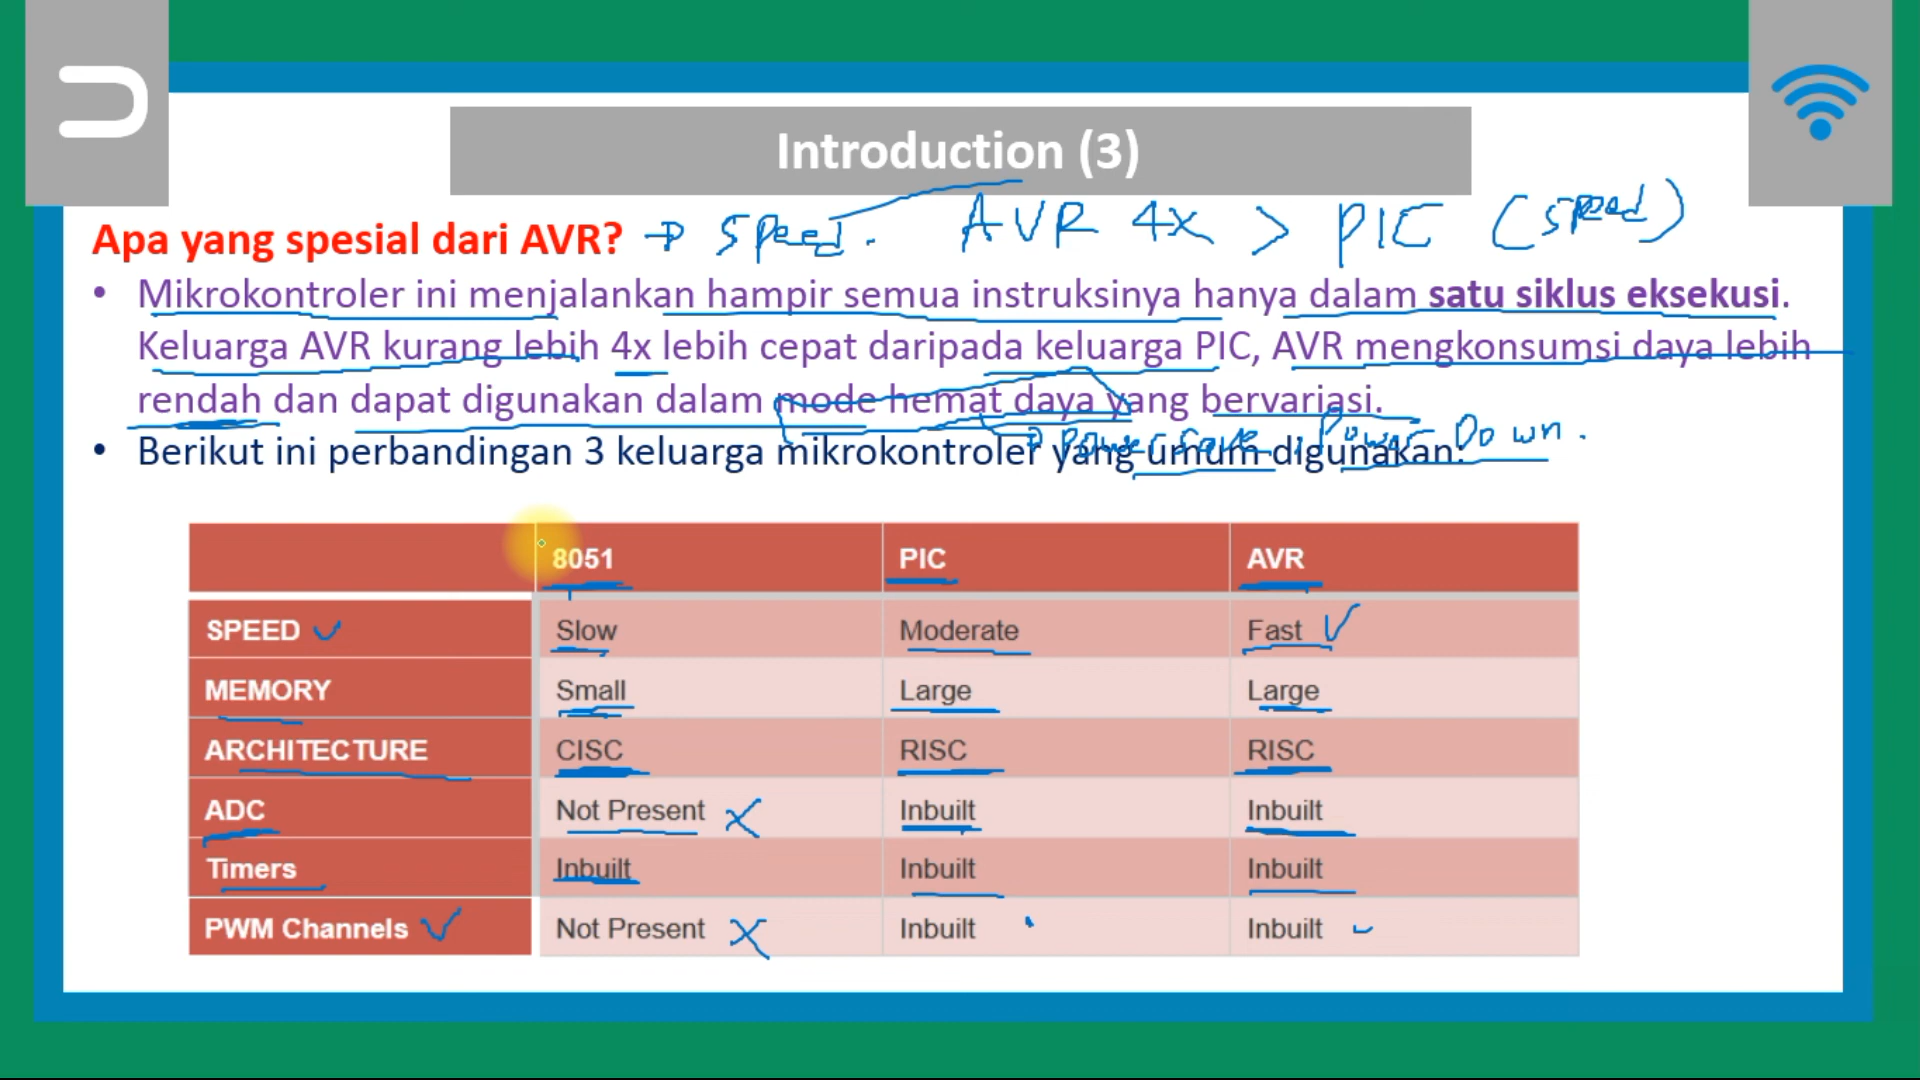 Introduction (3)
Apa yang spesial dari AVR? → Speed. AVR 4x > PIC (speed)
• Mikrokontroler ini menjalankan hampir semua instruksinya hanya dalam satu siklus eksekusi.
Keluarga AVR kurang lebih 4x lebih cepat daripada keluarga PIC, AVR mengkonsumsi daya lebih
rendah dan dapat digunakan dalam mode hemat daya yang bervariasi.
→ Power save, Power Down.
• Berikut ini perbandingan 3 keluarga mikrokontroler yang umum digunakan:
8051 PIC AVR
SPEED Slow Moderate Fast
MEMORY Small Large Large
ARCHITECTURE CISC RISC RISC
ADC Not Present Inbuilt Inbuilt
Timers Inbuilt Inbuilt Inbuilt
PWM Channels Not Present Inbuilt Inbuilt